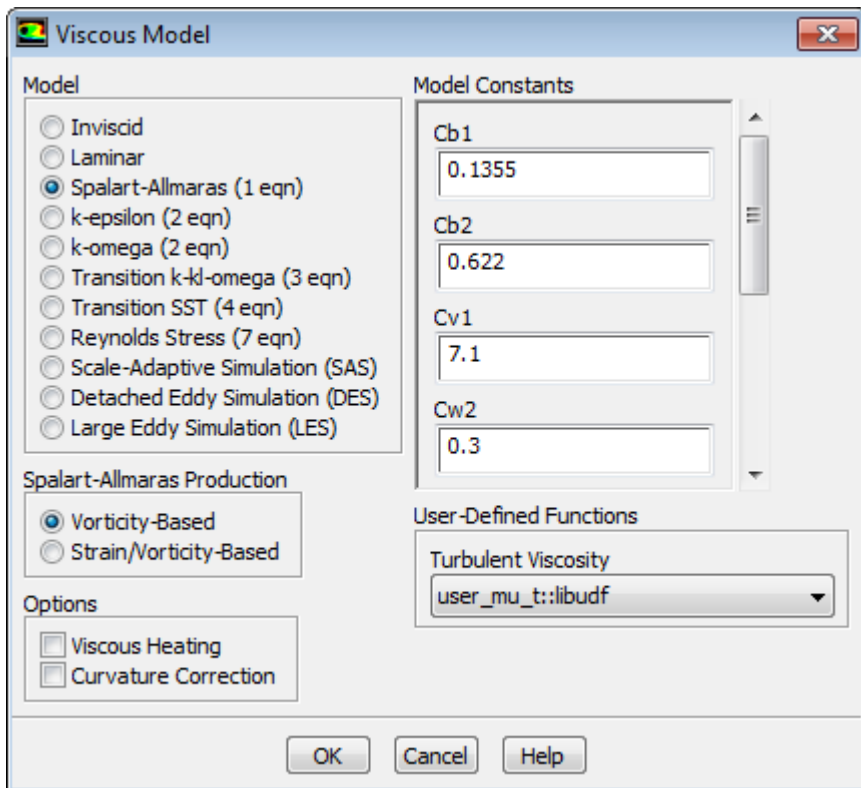 Viscous Model
Model
Inviscid
Laminar
Spalart-Allmaras (1 eqn)
k-epsilon (2 eqn)
k-omega (2 eqn)
Transition k-kl-omega (3 eqn)
Transition SST (4 eqn)
Reynolds Stress (7 eqn)
Scale-Adaptive Simulation (SAS)
Detached Eddy Simulation (DES)
Large Eddy Simulation (LES)
Spalart-Allmaras Production
Vorticity-Based
Strain/Vorticity-Based
Options
Viscous Heating
Curvature Correction
Model Constants
Cb1
0.1355
Cb2
0.622
Cv1
7.1
Cw2
0.3
User-Defined Functions
Turbulent Viscosity
user_mu_t::libudf
OK Cancel Help